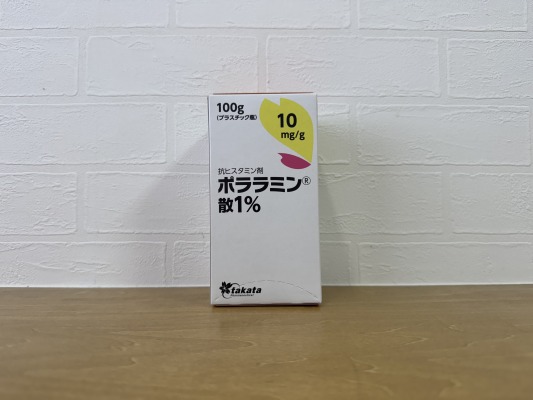 100g
(プラスチック瓶)
10
mg/g
抗ヒスタミン剤
ポララミン®
散1%
takata